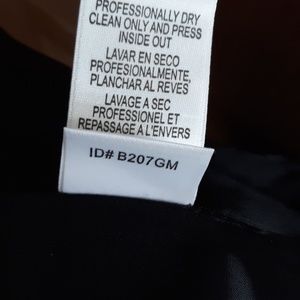 PROFESSIONALLY DRY
CLEAN ONLY AND PRESS
INSIDE OUT
LAVAR EN SECO
PROFESIONALMENTE,
PLANCHAR AL REVES
LAVAGE A SEC
PROFESSIONEL ET
REPASSAGE A L'ENVERS
ID# B207GM